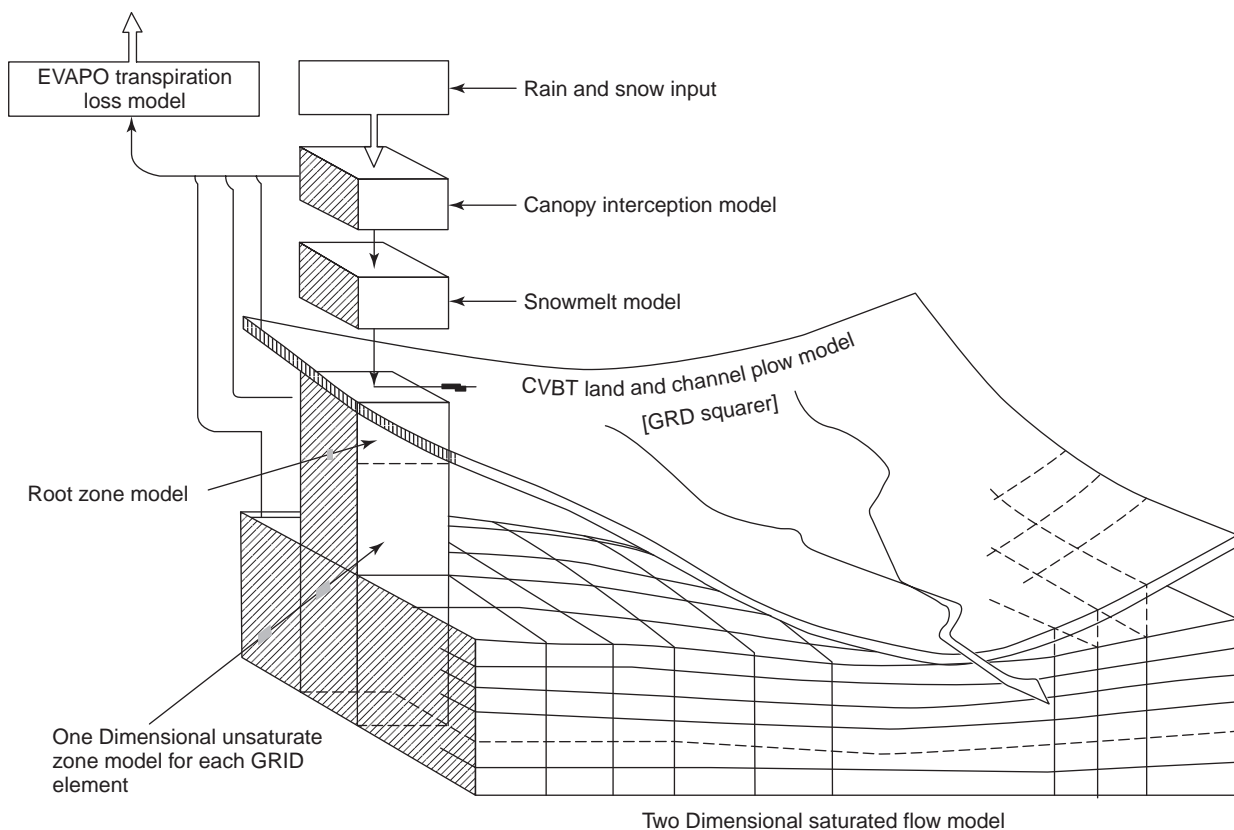 EVAPO transpiration
loss model
Rain and snow input
Canopy interception model
Snowmelt model
CVBT land and channel plow model
[GRD squarer]
Root zone model
One Dimensional unsaturate
zone model for each GRID
element
Two Dimensional saturated flow model